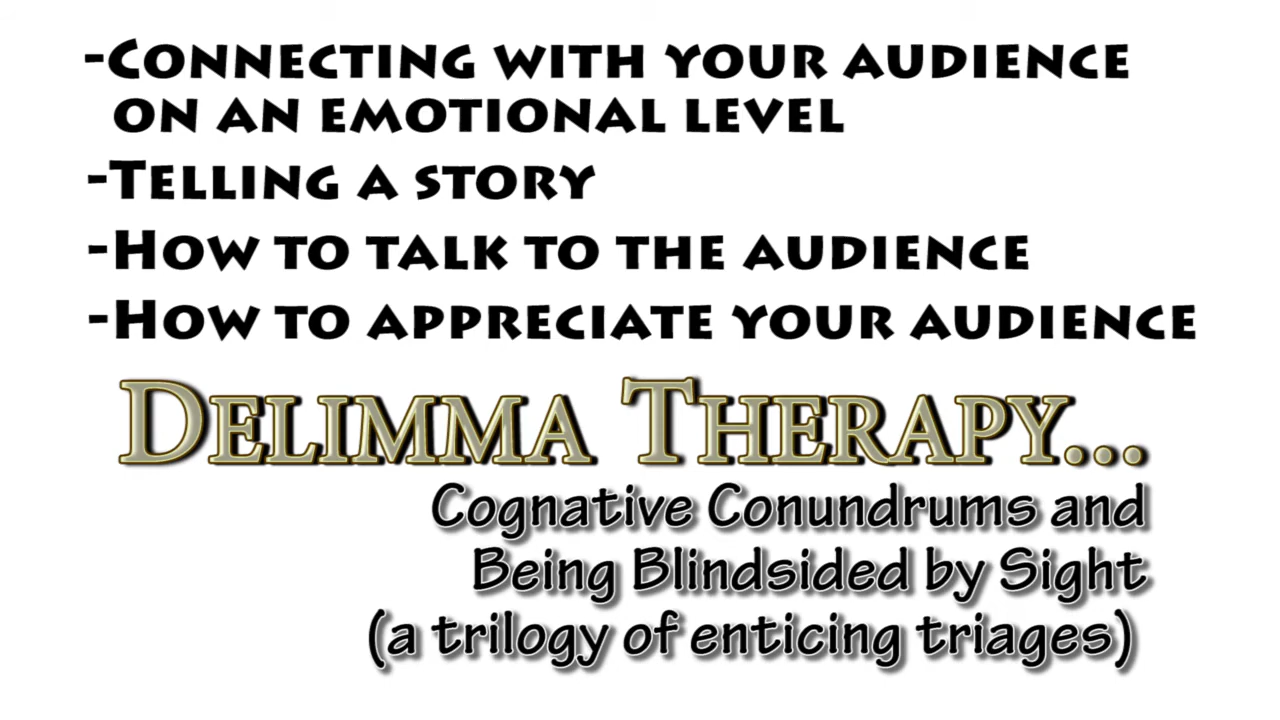 -Connecting with your audience
on an emotional level
-Telling a story
-How to talk to the audience
-How to appreciate your audience
Delimma Therapy...
Cognative Conundrums and
Being Blindsided by Sight
(a trilogy of enticing triages)